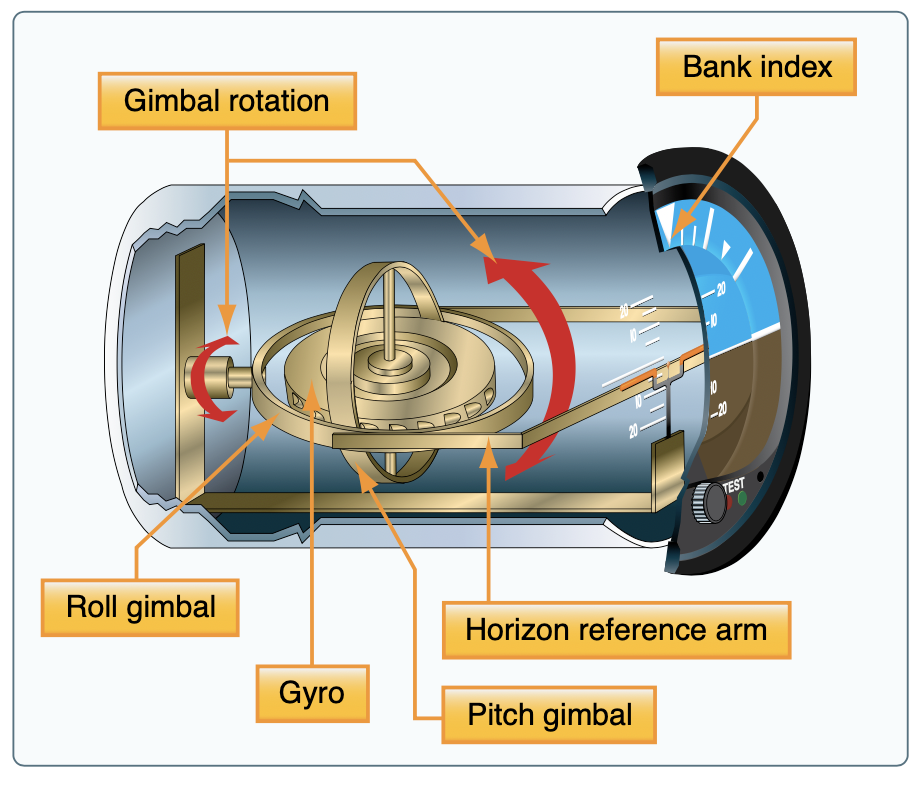 Bank index
Gimbal rotation
20
20
10
10
10
10
20
20
TEST
Roll gimbal
Horizon reference arm
Gyro
Pitch gimbal